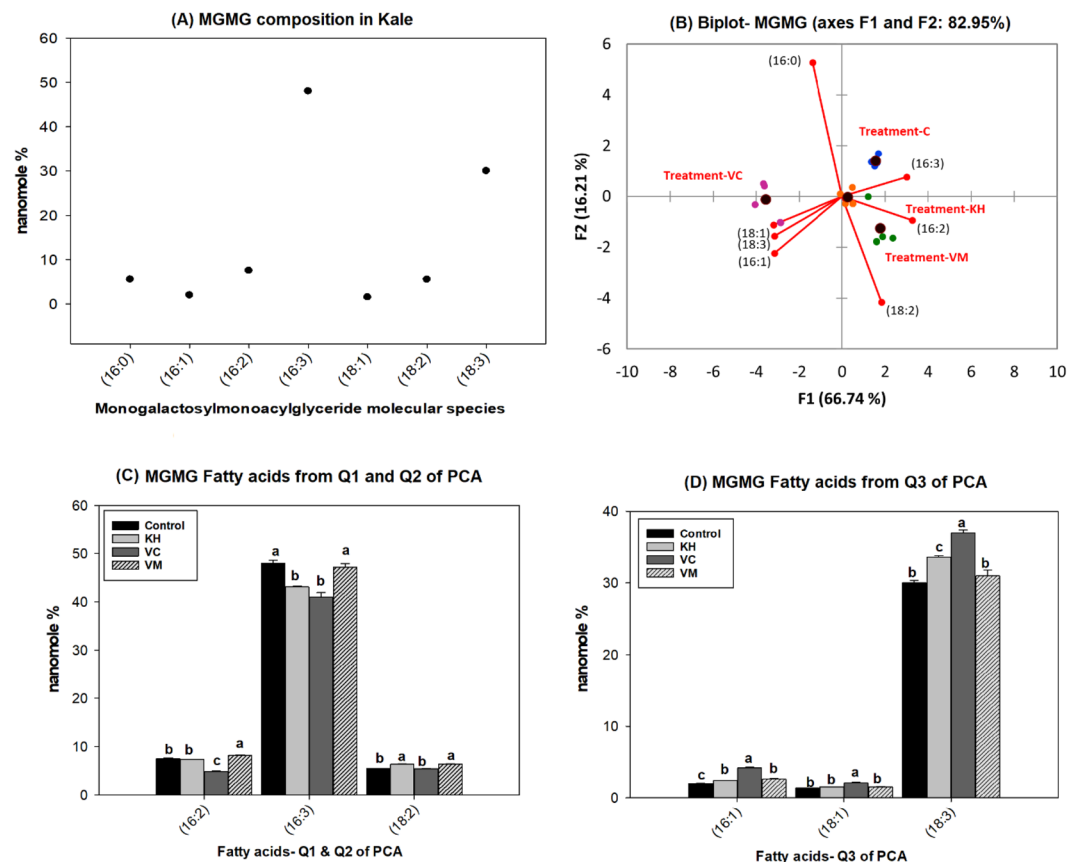 (A) MGMG composition in Kale
60
50
40
30
20
10
0
nanomole %
(16:0)
(16:1)
(16:2)
(16:3)
(18:1)
(18:2)
(18:3)
Monogalactosylmonoacylglyceride molecular species
(B) Biplot- MGMG (axes F1 and F2: 82.95%)
6
4
2
0
-2
-4
-6
F2 (16.21 %)
(16:0)
Treatment-C
(16:3)
Treatment-VC
Treatment-KH
(16:2)
(18:1)
(18:3)
(16:1)
Treatment-VM
(18:2)
-10 -8 -6 -4 -2 0 2 4 6 8 10
F1 (66.74 %)
(C) MGMG Fatty acids from Q1 and Q2 of PCA
60
50
40
30
20
10
0
nanomole %
Control
KH
VC
VM
b b c a
a b b a
b a b a
(16:2)
(16:3)
(18:2)
Fatty acids- Q1 & Q2 of PCA
(D) MGMG Fatty acids from Q3 of PCA
40
30
20
10
0
nanomole %
Control
KH
VC
VM
c b a b
b b a b
b c a b
(16:1)
(18:1)
(18:3)
Fatty acids- Q3 of PCA